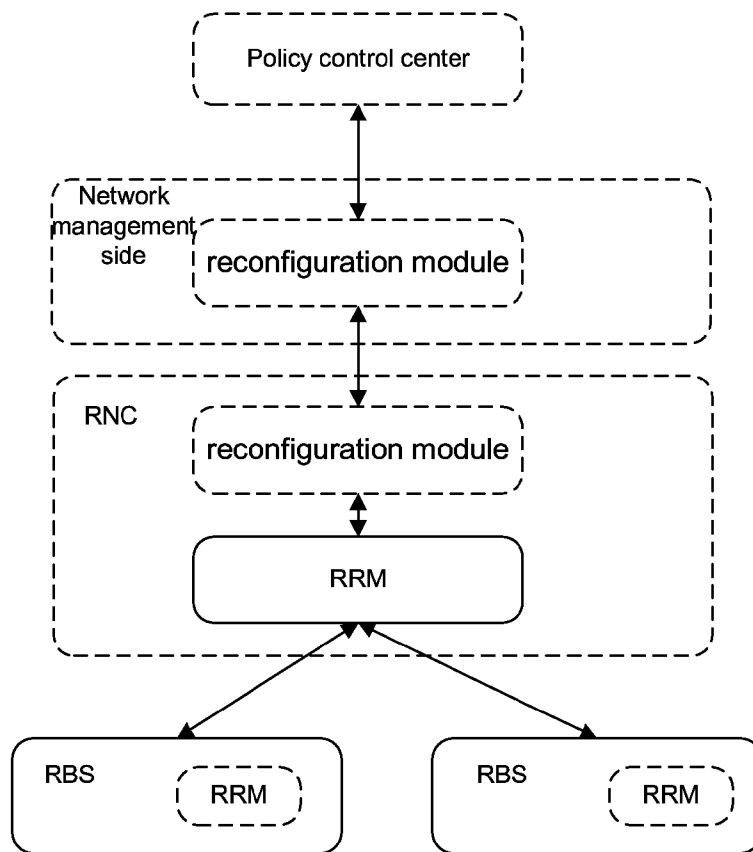 Policy control center
Network
management
side
reconfiguration module
RNC
reconfiguration module
RRM
RBS
RRM
RBS
RRM